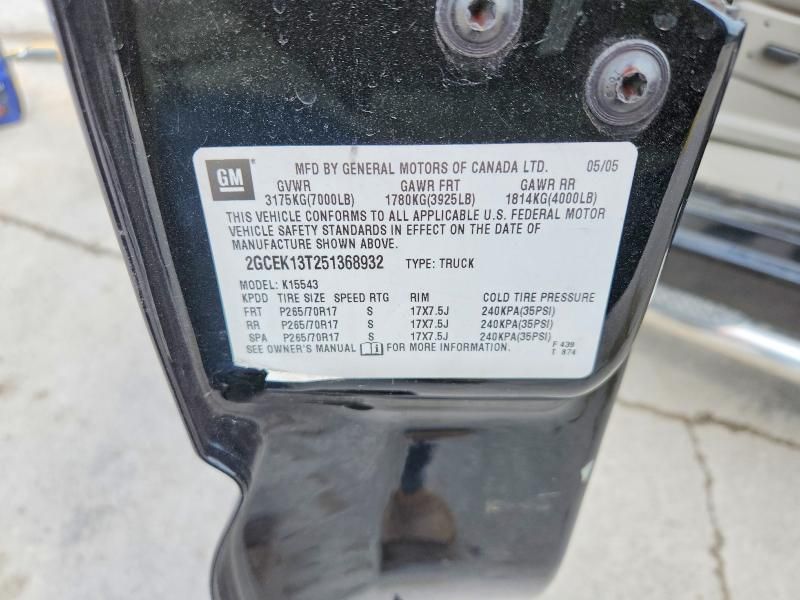 GM MFD BY GENERAL MOTORS OF CANADA LTD. 05/05
GVWR GAWR FRT GAWR RR
3175KG(7000LB) 1780KG(3925LB) 1814KG(4000LB)
THIS VEHICLE CONFORMS TO ALL APPLICABLE U.S. FEDERAL MOTOR
VEHICLE SAFETY STANDARDS IN EFFECT ON THE DATE OF
MANUFACTURE SHOWN ABOVE.
2GCEK13T251368932 TYPE: TRUCK
MODEL: K15543
KPDD TIRE SIZE SPEED RTG RIM COLD TIRE PRESSURE
FRT P265/70R17 S 17X7.5J 240KPA(35PSI)
RR P265/70R17 S 17X7.5J 240KPA(35PSI)
SPA P265/70R17 S 17X7.5J 240KPA(35PSI)
SEE OWNER'S MANUAL FOR MORE INFORMATION.
F 439
T 874